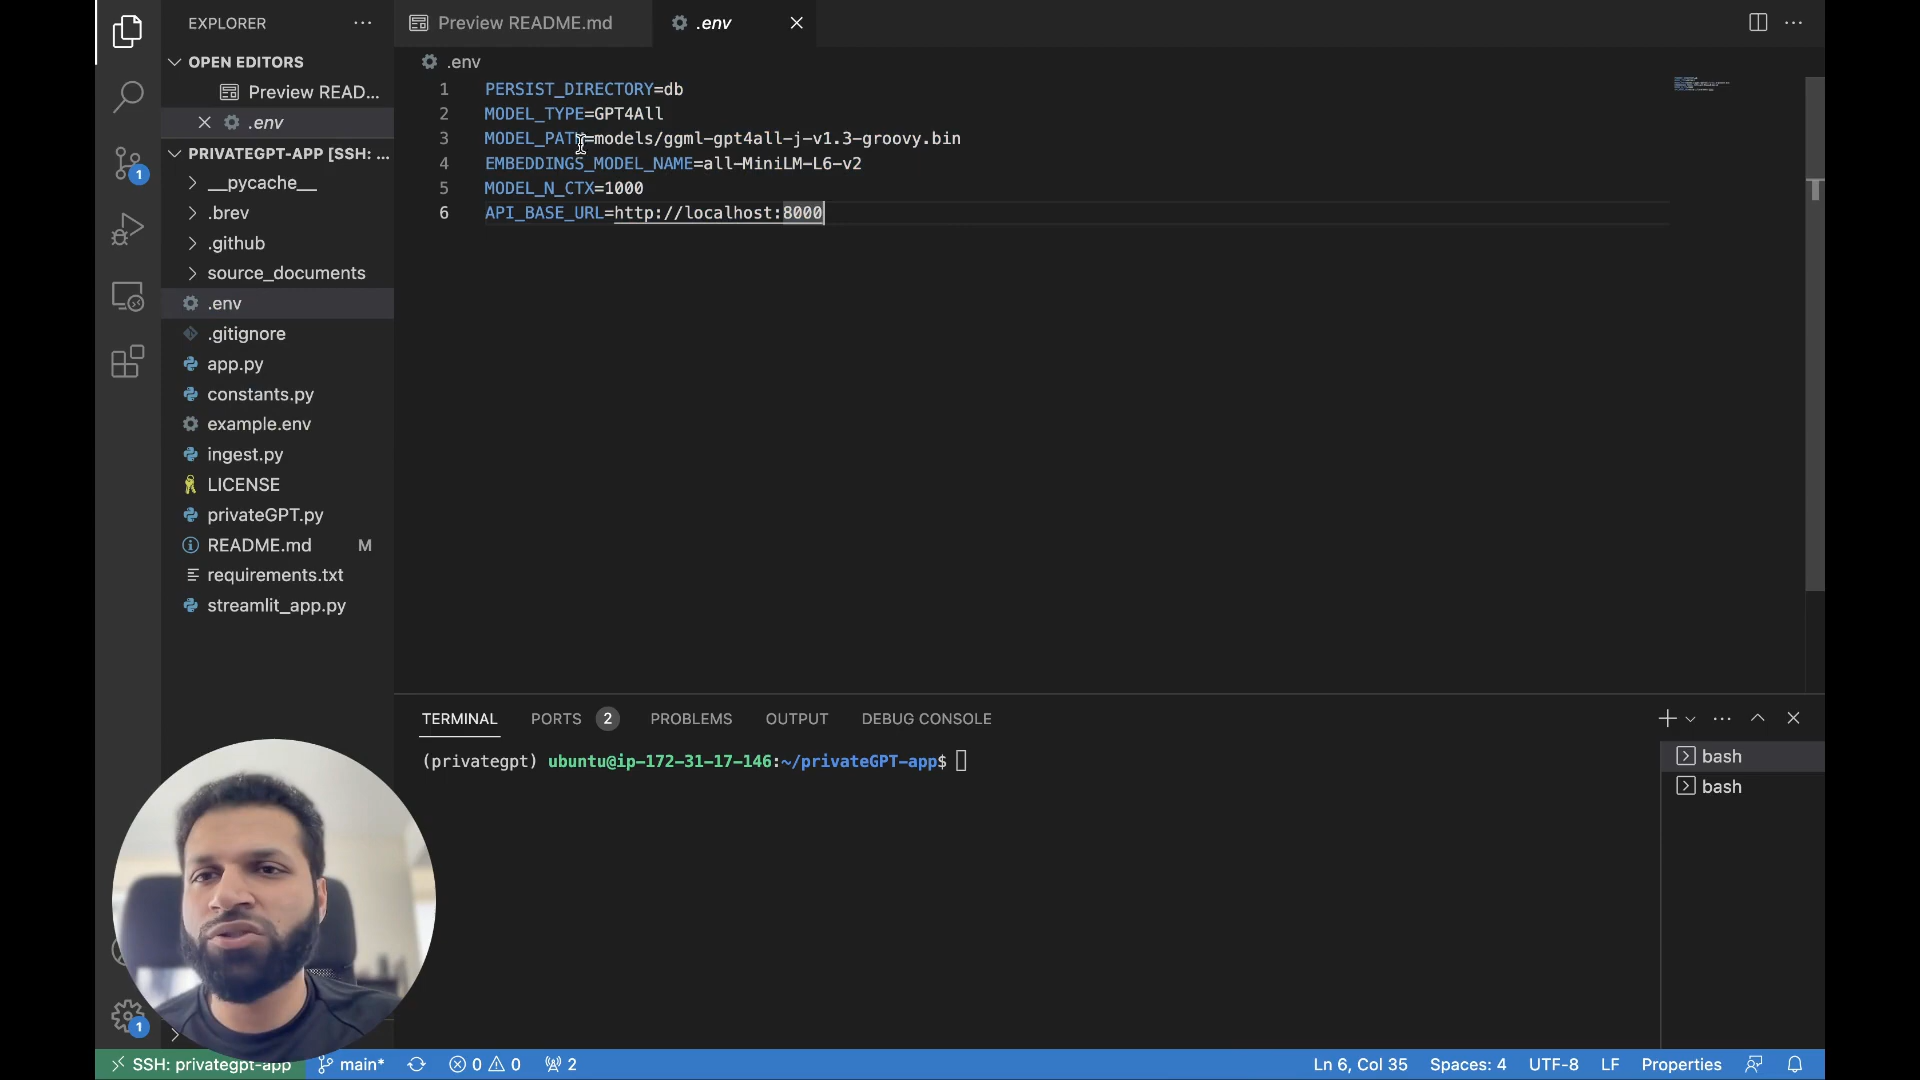 EXPLORER
OPEN EDITORS
Preview READ...
.env
PRIVATEGPT-APP [SSH: ...
__pycache__
.brev
.github
source_documents
.env
.gitignore
app.py
constants.py
example.env
ingest.py
LICENSE
privateGPT.py
README.md M
requirements.txt
streamlit_app.py
1
1
Preview README.md
.env
.env
1 PERSIST_DIRECTORY=db
2 MODEL_TYPE=GPT4All
3 MODEL_PATH=models/ggml-gpt4all-j-v1.3-groovy.bin
4 EMBEDDINGS_MODEL_NAME=all-MiniLM-L6-v2
5 MODEL_N_CTX=1000
6 API_BASE_URL=http://localhost:8000
TERMINAL PORTS 2 PROBLEMS OUTPUT DEBUG CONSOLE
(privategpt) ubuntu@ip-172-31-17-146:~/privateGPT-app$
bash
bash
SSH: privategpt-app main* 0 0 2 Ln 6, Col 35 Spaces: 4 UTF-8 LF Properties